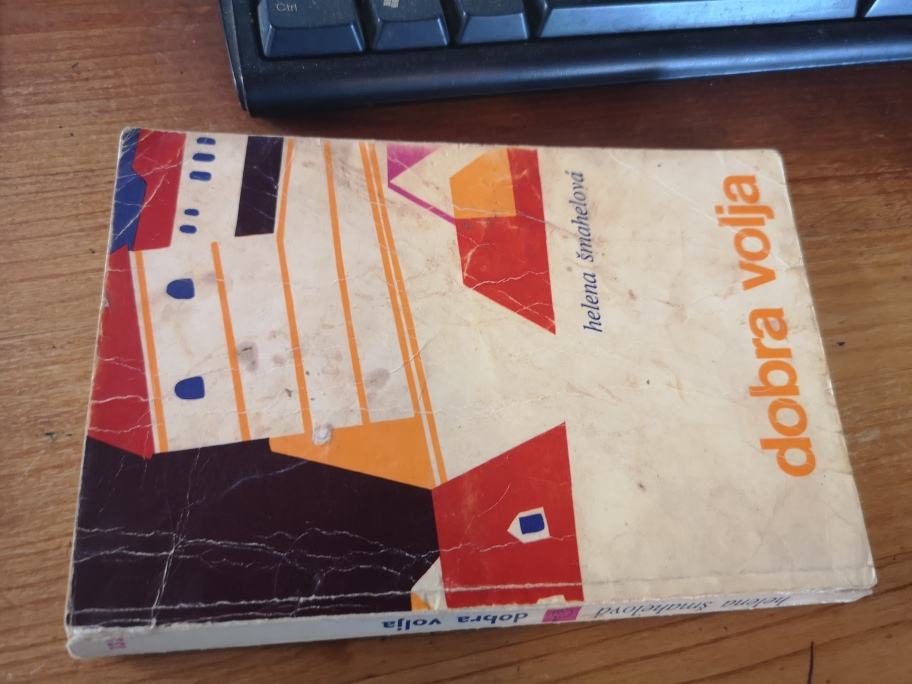 dobra volja
helena šmahelová
helena šmahelová
dobra volja
Ctrl